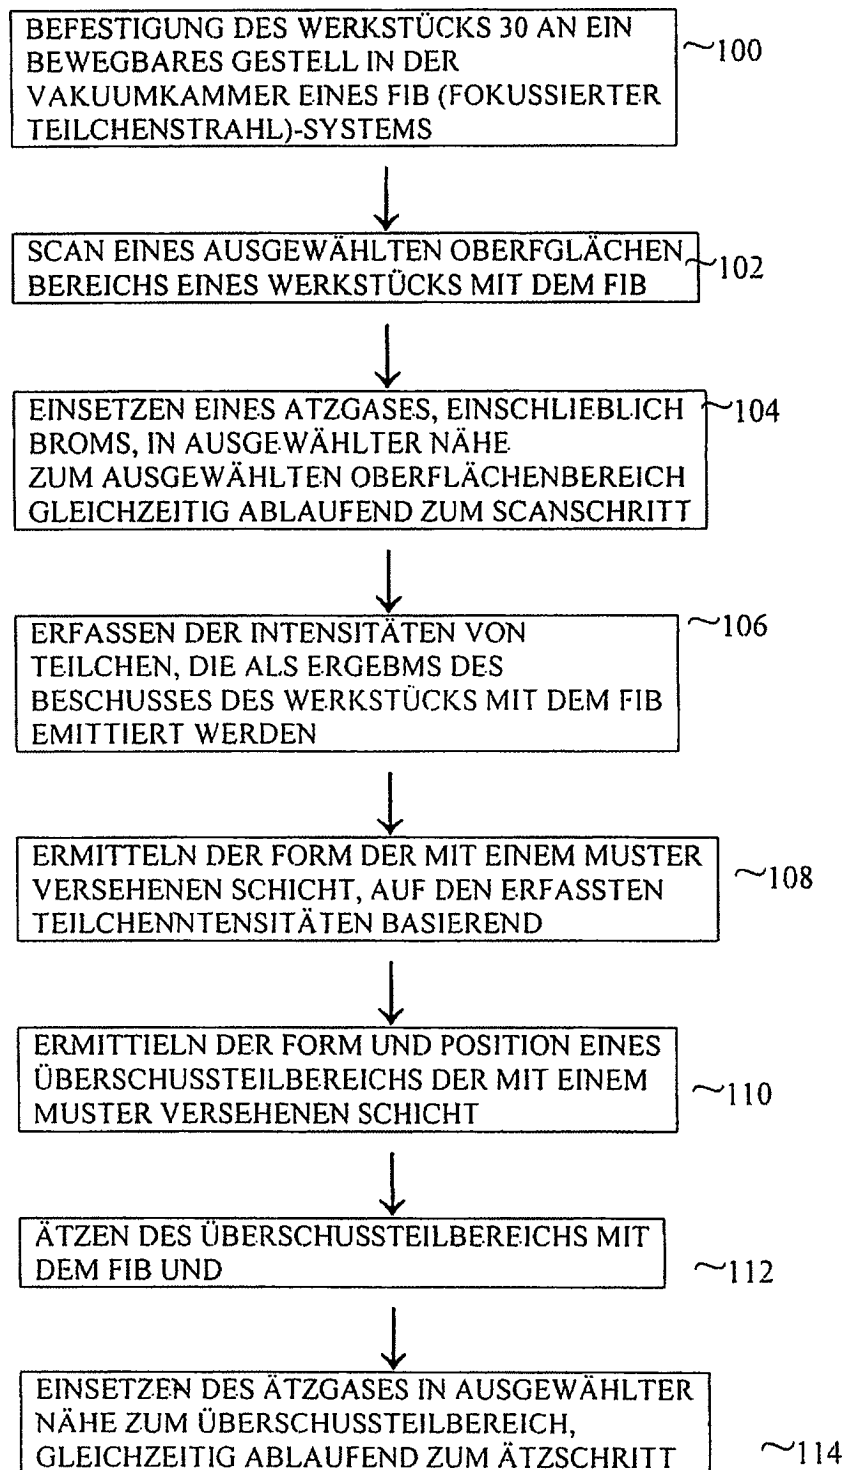 BEFESTIGUNG DES WERKSTÜCKS 30 AN EIN
BEWEGBARES GESTELL IN DER
VAKUUMKAMMER EINES FIB (FOKUSSIERTER
TEILCHENSTRAHL)-SYSTEMS
~100
SCAN EINES AUSGEWÄHLTEN OBERFGLÄCHEN
BEREICHS EINES WERKSTÜCKS MIT DEM FIB
~102
EINSETZEN EINES ATZGASES, EINSCHLIEBLICH
BROMS, IN AUSGEWÄHLTER NÄHE
ZUM AUSGEWÄHLTEN OBERFLÄCHENBEREICH
GLEICHZEITIG ABLAUFEND ZUM SCANSCHRITT
~104
ERFASSEN DER INTENSITÄTEN VON
TEILCHEN, DIE ALS ERGEBMS DES
BESCHUSSES DES WERKSTÜCKS MIT DEM FIB
EMITTIERT WERDEN
~106
ERMITTELN DER FORM DER MIT EINEM MUSTER
VERSEHENEN SCHICHT, AUF DEN ERFASSTEN
TEILCHENNTENSITÄTEN BASIEREND
~108
ERMITTIELN DER FORM UND POSITION EINES
ÜBERSCHUSSTEILBEREICHS DER MIT EINEM
MUSTER VERSEHENEN SCHICHT
~110
ÄTZEN DES ÜBERSCHUSSTEILBEREICHS MIT
DEM FIB UND
~112
EINSETZEN DES ÄTZGASES IN AUSGEWÄHLTER
NÄHE ZUM ÜBERSCHUSSTEILBEREICH,
GLEICHZEITIG ABLAUFEND ZUM ÄTZSCHRITT
~114